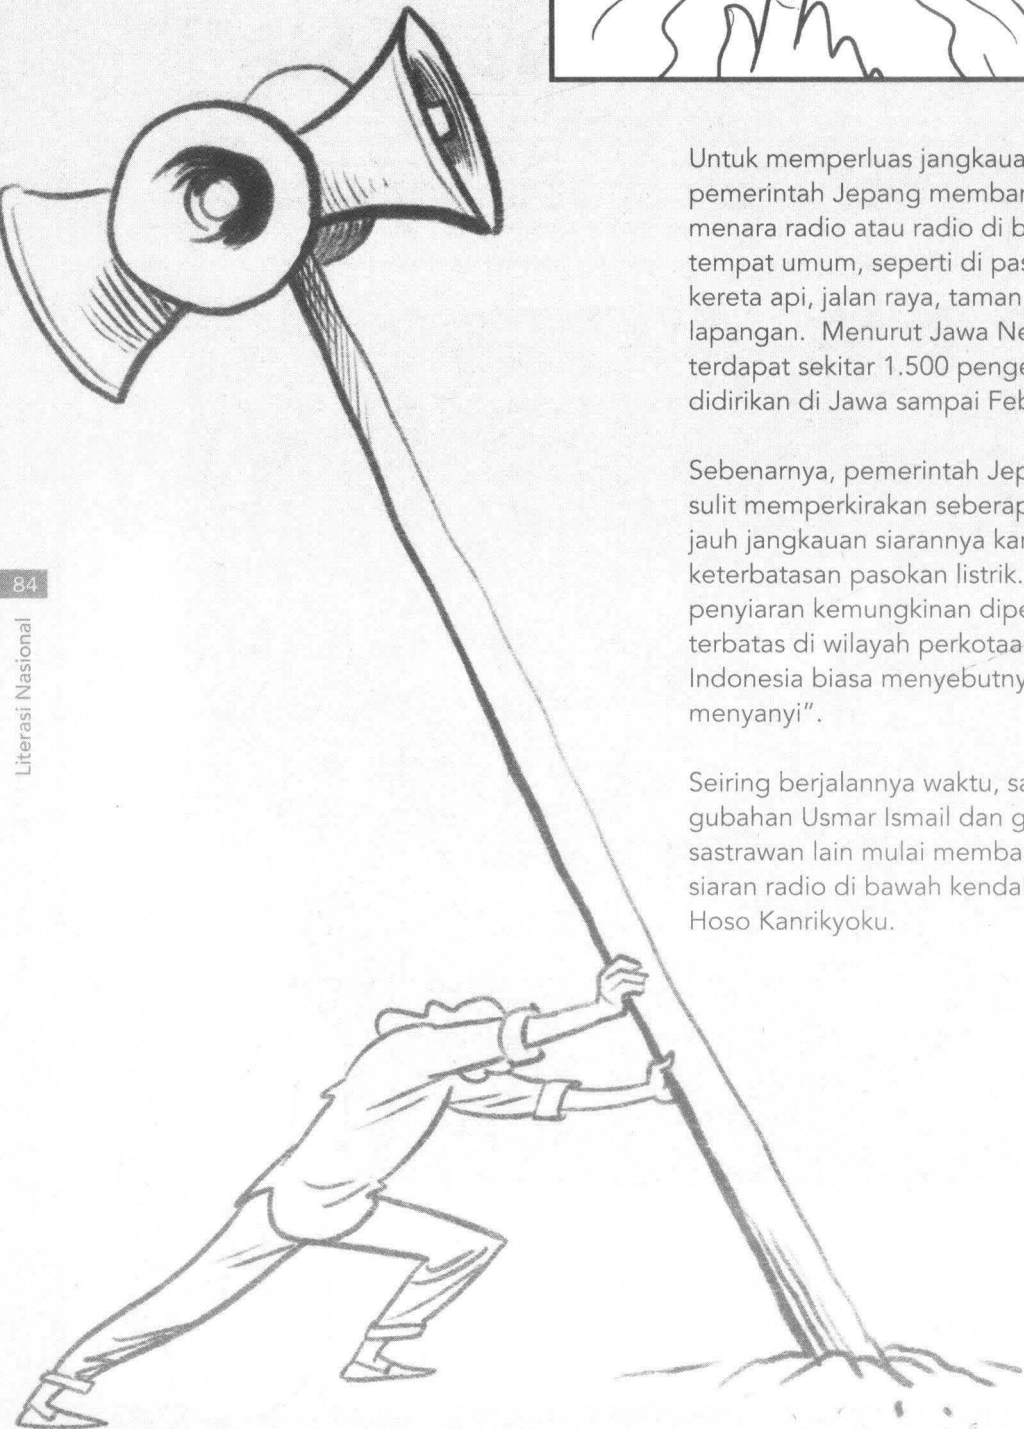 Untuk memperluas jangkaua
pemerintah Jepang memban
menara radio atau radio di b
tempat umum, seperti di pas
kereta api, jalan raya, taman
lapangan. Menurut Jawa Ne
terdapat sekitar 1.500 penge
didirikan di Jawa sampai Feb
Sebenarnya, pemerintah Jep
sulit memperkirakan seberap
jauh jangkauan siarannya kar
keterbatasan pasokan listrik.
penyiaran kemungkinan dipe
terbatas di wilayah perkotaa
Indonesia biasa menyebutny
menyanyi".
Seiring berjalannya waktu, sa
gubahan Usmar Ismail dan g
sastrawan lain mulai memba
siaran radio di bawah kenda
Hoso Kanrikyoku.
84
Literasi Nasional